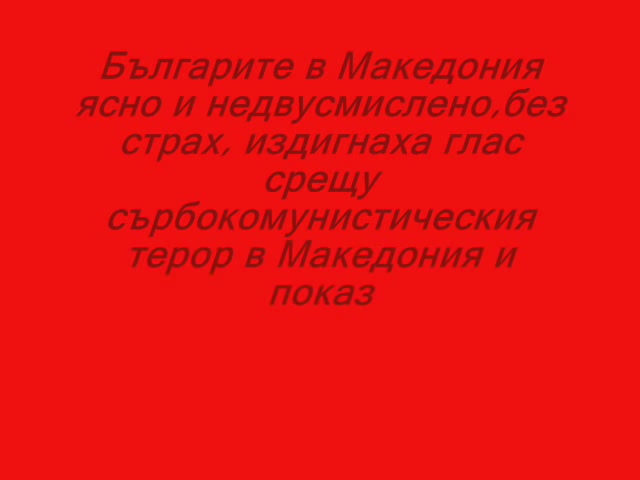 Българите в Македония
ясно и недвусмислено,без
страх, издигнаха глас
срещу
сърбокомунистическия
терор в Македония и
показ